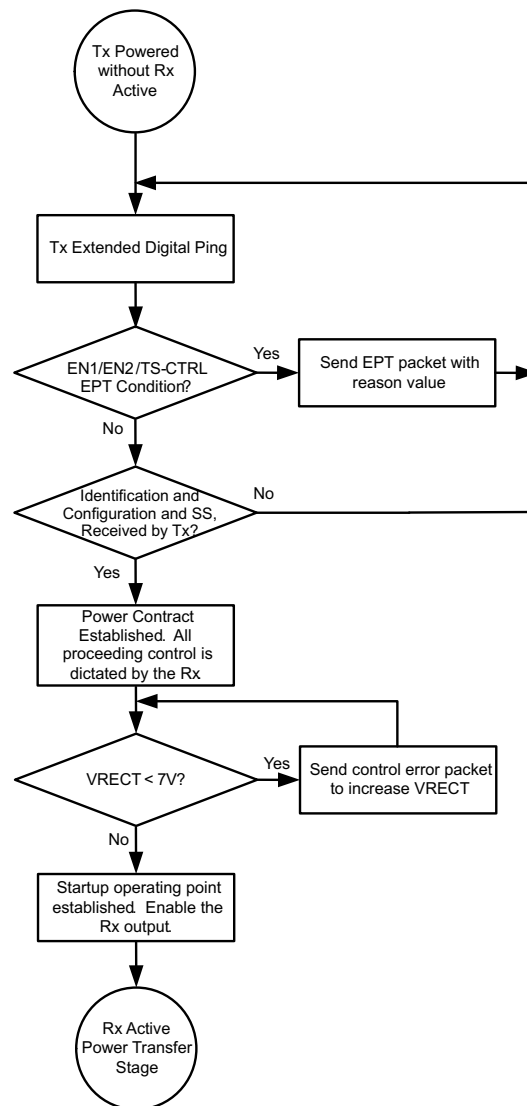 Tx Powered
without Rx
Active
Tx Extended Digital Ping
EN1/EN2/TS-CTRL
EPT Condition?
Yes
Send EPT packet with
reason value
No
Identification and
Configuration and SS,
Received by Tx?
No
Yes
Power Contract
Established. All
proceeding control is
dictated by the Rx
VRECT < 7V?
Yes
Send control error packet
to increase VRECT
No
Startup operating point
established. Enable the
Rx output.
Rx Active
Power Transfer
Stage